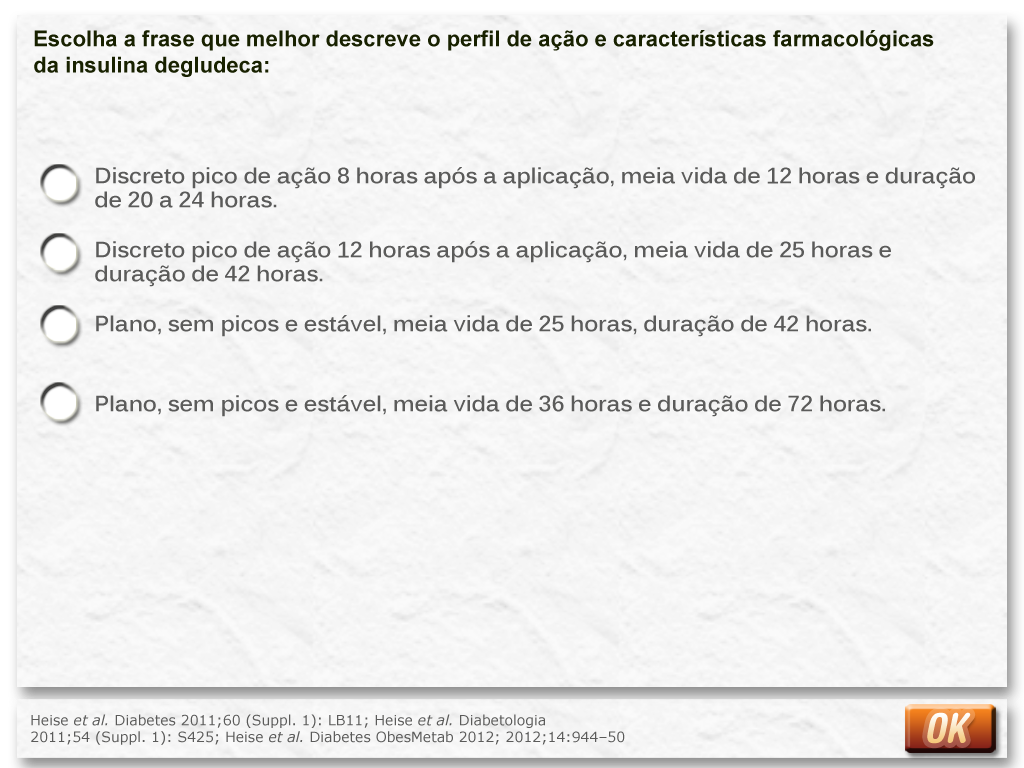 Escolha a frase que melhor descreve o perfil de ação e características farmacológicas
da insulina degludeca:
Discreto pico de ação 8 horas após a aplicação, meia vida de 12 horas e duração
de 20 a 24 horas.
Discreto pico de ação 12 horas após a aplicação, meia vida de 25 horas e
duração de 42 horas.
Plano, sem picos e estável, meia vida de 25 horas, duração de 42 horas.
Plano, sem picos e estável, meia vida de 36 horas e duração de 72 horas.
Heise et al. Diabetes 2011;60 (Suppl. 1): LB11; Heise et al. Diabetologia
2011;54 (Suppl. 1): S425; Heise et al. Diabetes ObesMetab 2012; 2012;14:944–50
OK